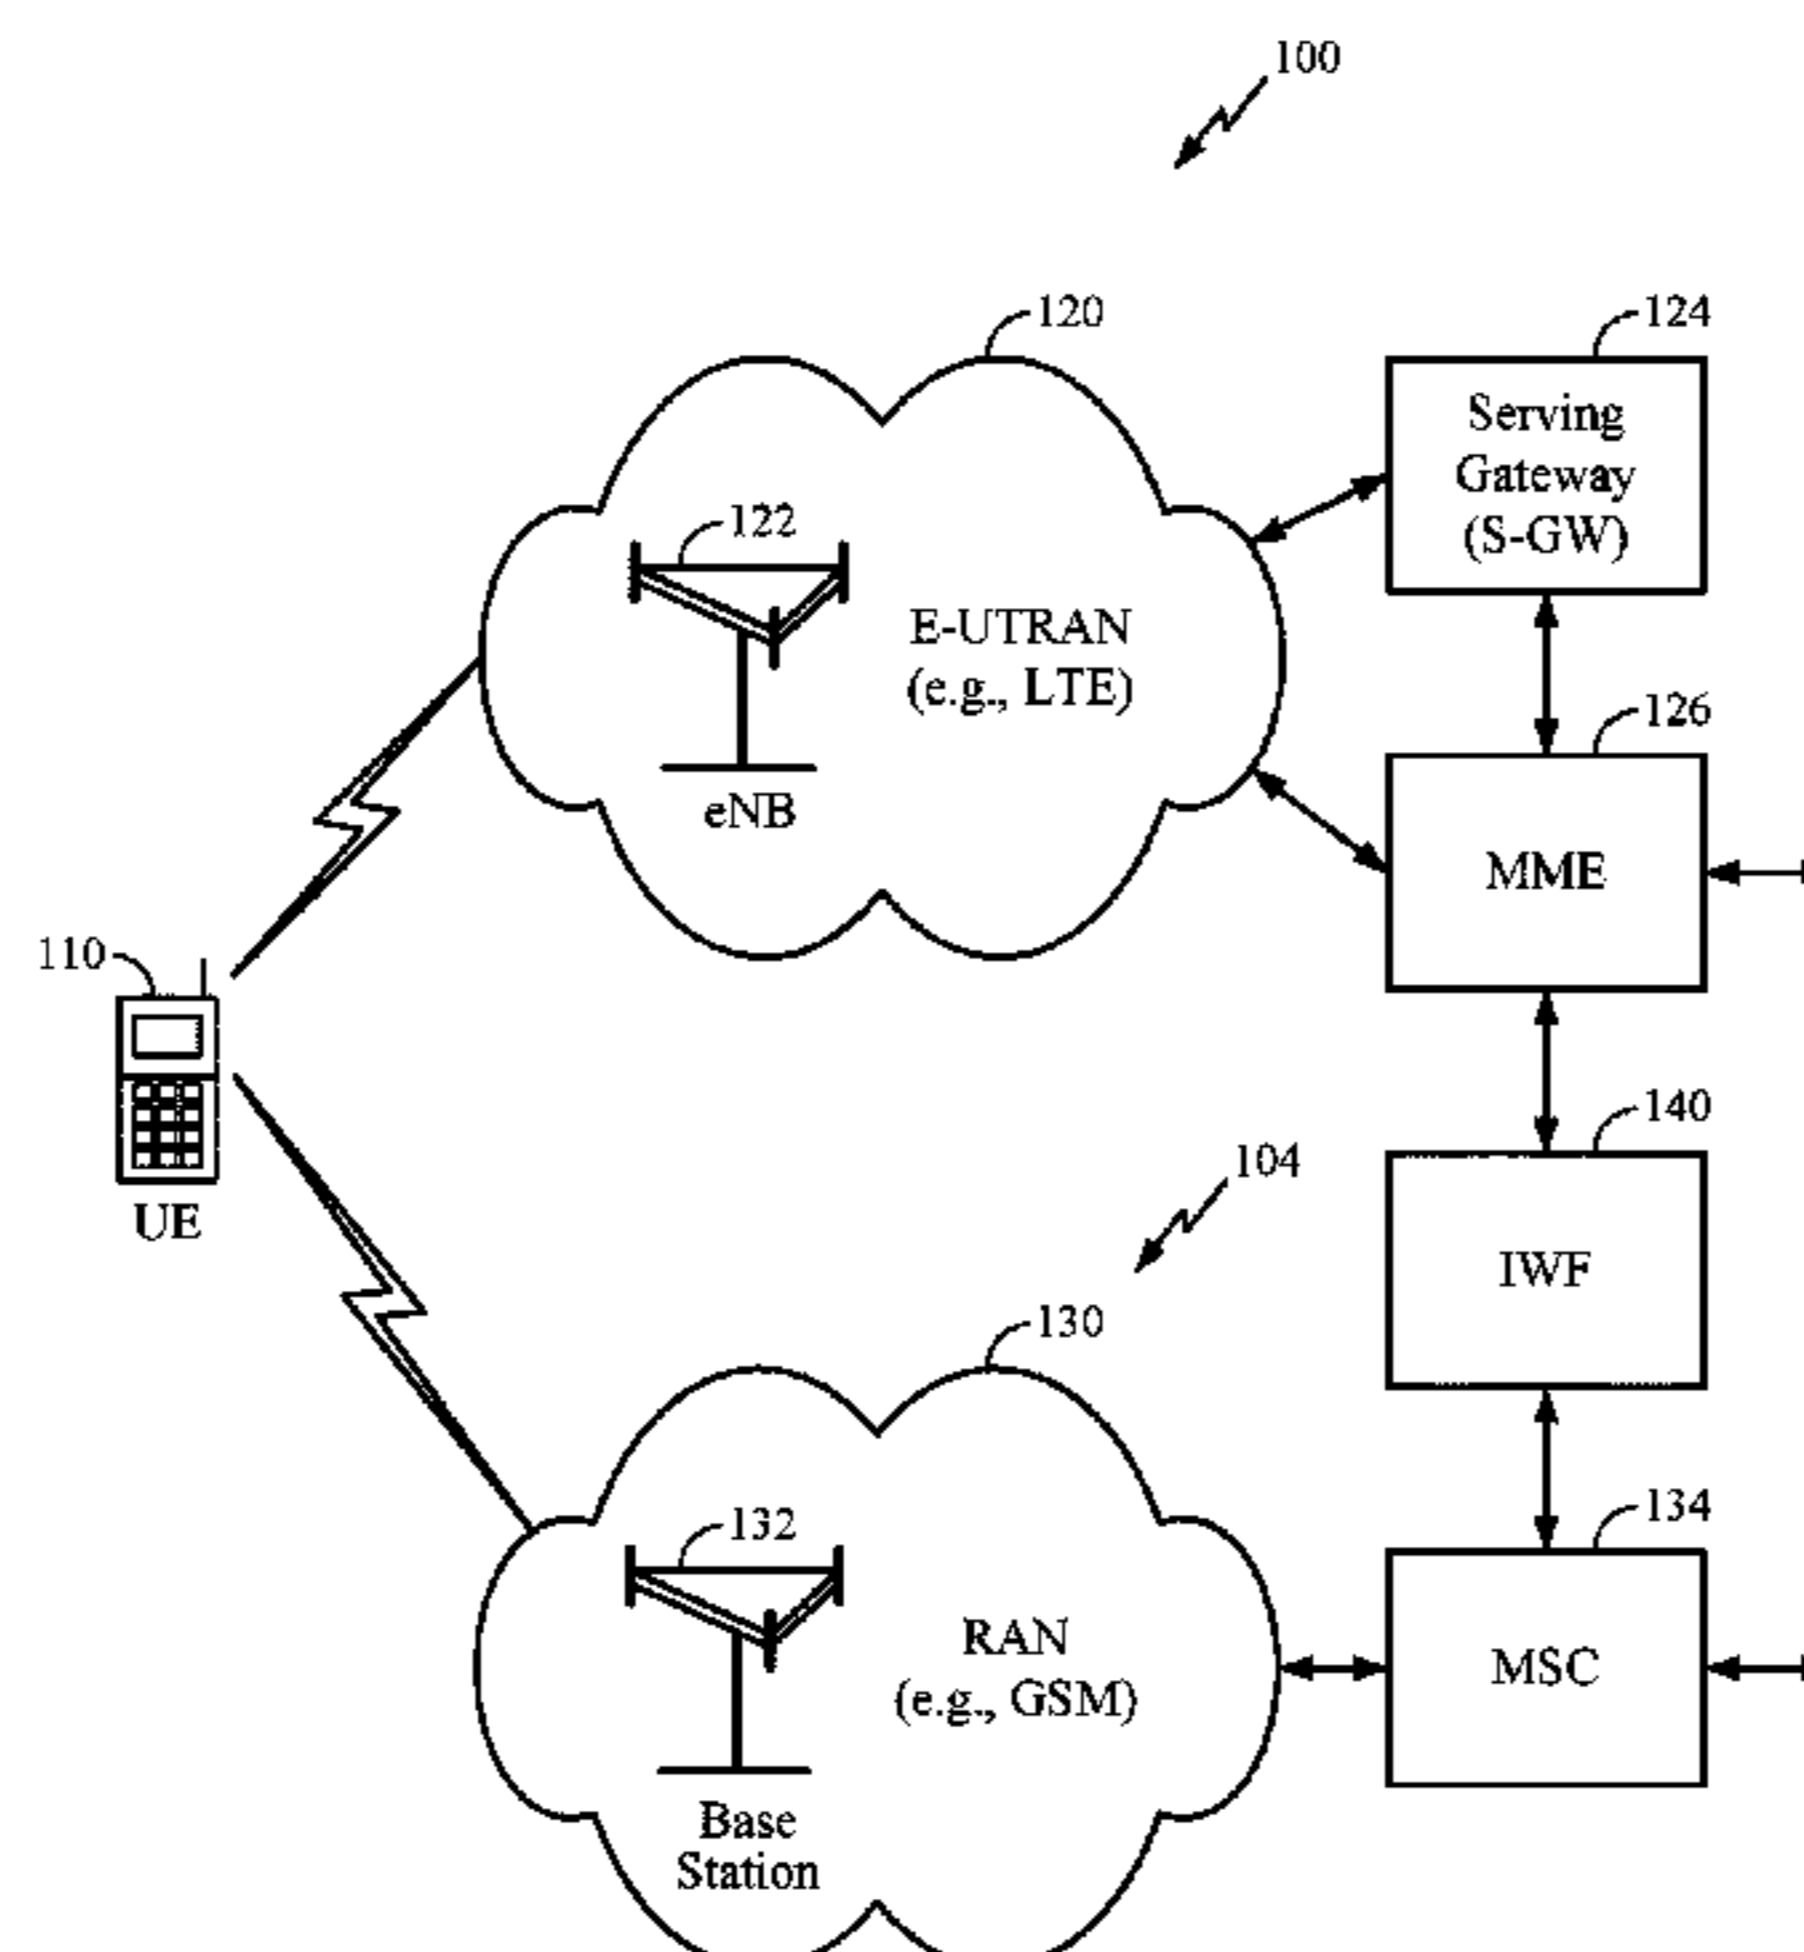 100
120
124
Serving
Gateway
(S-GW)
122
E-UTRAN
(e.g., LTE)
eNB
126
MME
110
UE
140
IWF
104
130
134
MSC
132
RAN
(e.g., GSM)
Base
Station